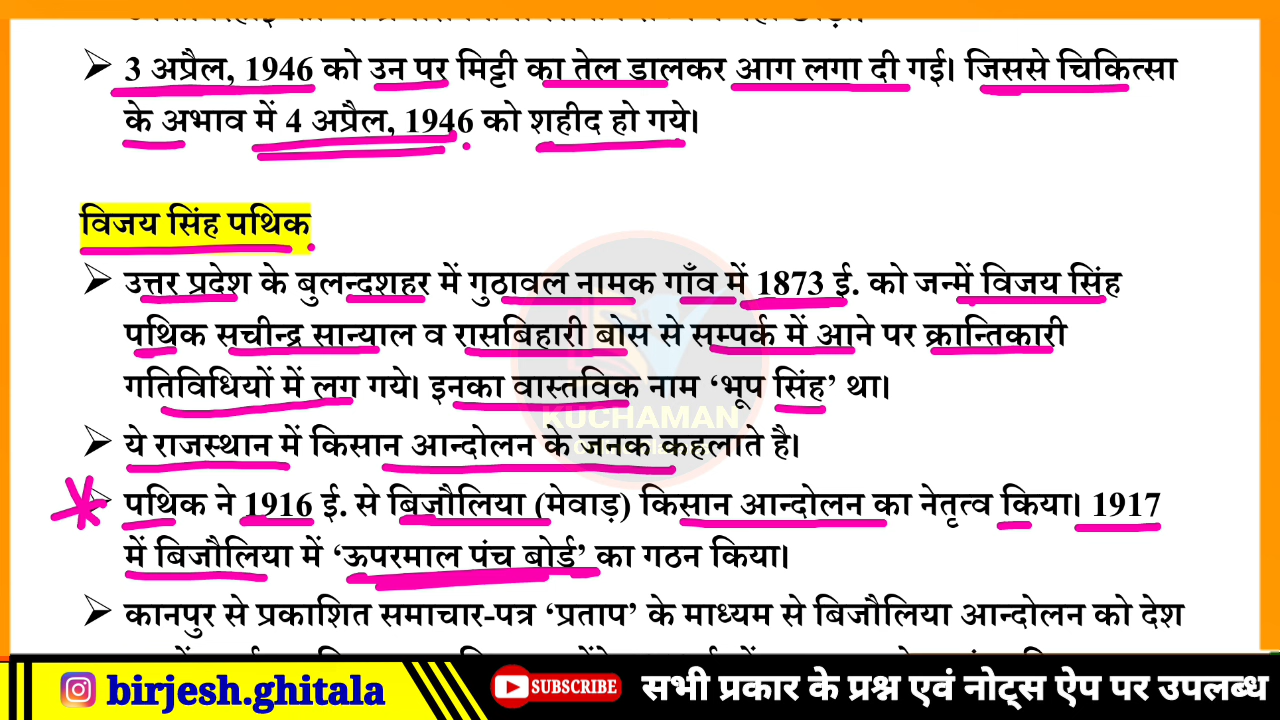 3 अप्रैल, 1946 को उन पर मिट्टी का तेल डालकर आग लगा दी गई। जिससे चिकित्सा
के अभाव में 4 अप्रैल, 1946 को शहीद हो गये।
विजय सिंह पथिक
उत्तर प्रदेश के बुलन्दशहर में गुठावल नामक गाँव में 1873 ई. को जन्में विजय सिंह
पथिक सचीन्द्र सान्याल व रासबिहारी बोस से सम्पर्क में आने पर क्रान्तिकारी
गतिविधियों में लग गये। इनका वास्तविक नाम ‘भूप सिंह’ था।
KUCHAMAN
ये राजस्थान में किसान आन्दोलन के जनक कहलाते है।
पथिक ने 1916 ई. से बिजौलिया (मेवाड़) किसान आन्दोलन का नेतृत्व किया। 1917
में बिजौलिया में ‘ऊपरमाल पंच बोर्ड’ का गठन किया।
कानपुर से प्रकाशित समाचार-पत्र ‘प्रताप’ के माध्यम से बिजौलिया आन्दोलन को देश
birjesh.ghitala
SUBSCRIBE
सभी प्रकार के प्रश्न एवं नोट्स ऐप पर उपलब्ध